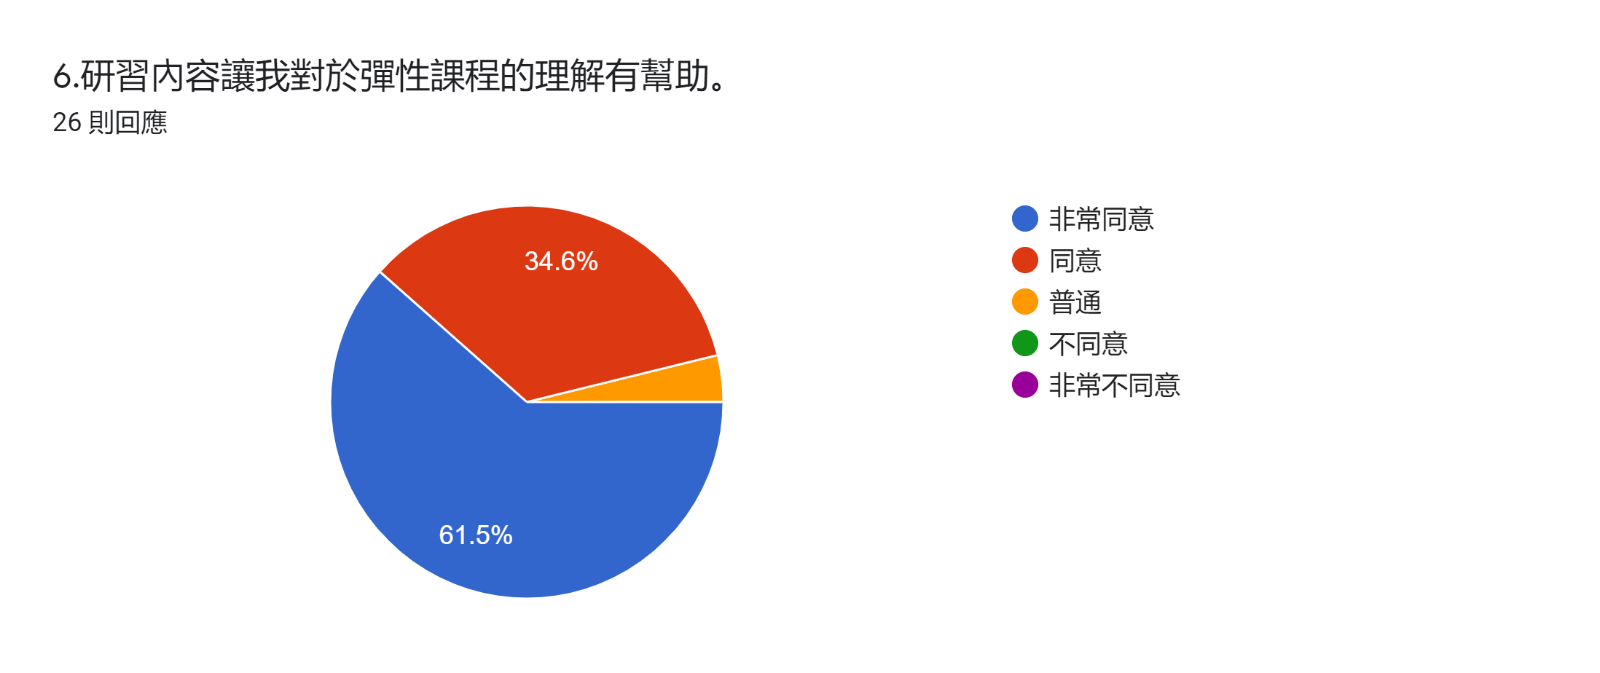 6.研習內容讓我對於彈性課程的理解有幫助。
26 則回應
34.6%
61.5%
非常同意
同意
普通
不同意
非常不同意